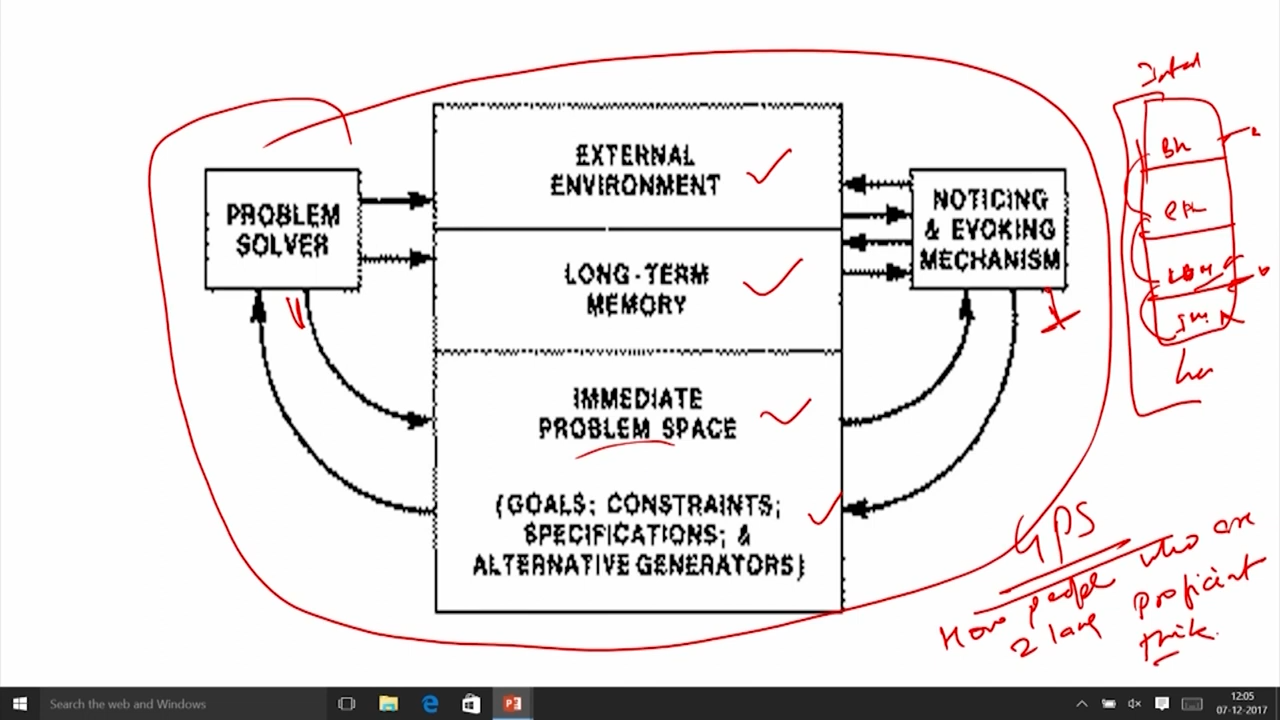 EXTERNAL
ENVIRONMENT
PROBLEM
SOLVER
NOTICING
& EVOKING
MECHANISM
LONG-TERM
MEMORY
IMMEDIATE
PROBLEM SPACE
(GOALS; CONSTRAINTS;
SPECIFICATIONS; &
ALTERNATIVE GENERATORS)
GPS
How people who are
2 lang proficient
think.
Search the web and Windows
12:05
07-12-2017